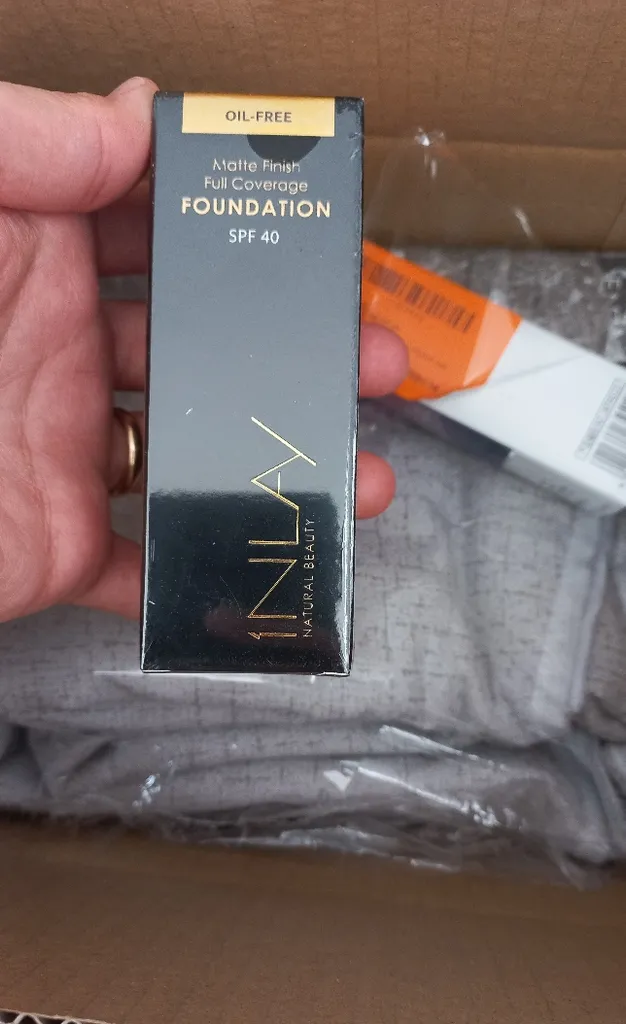 OIL-FREE
Matte Finish
Full Coverage
FOUNDATION
SPF 40
INLAY
NATURAL BEAUTY